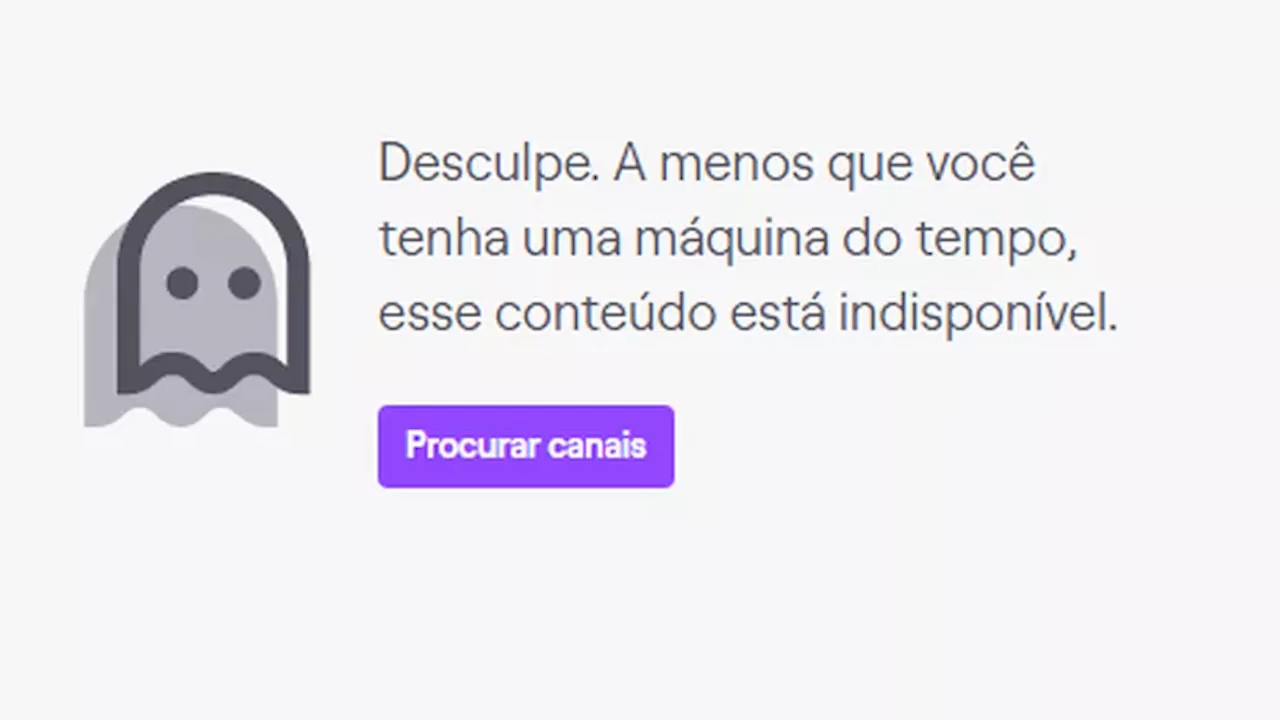 Desculpe. A menos que você
tenha uma máquina do tempo,
esse conteúdo está indisponível.
Procurar canais